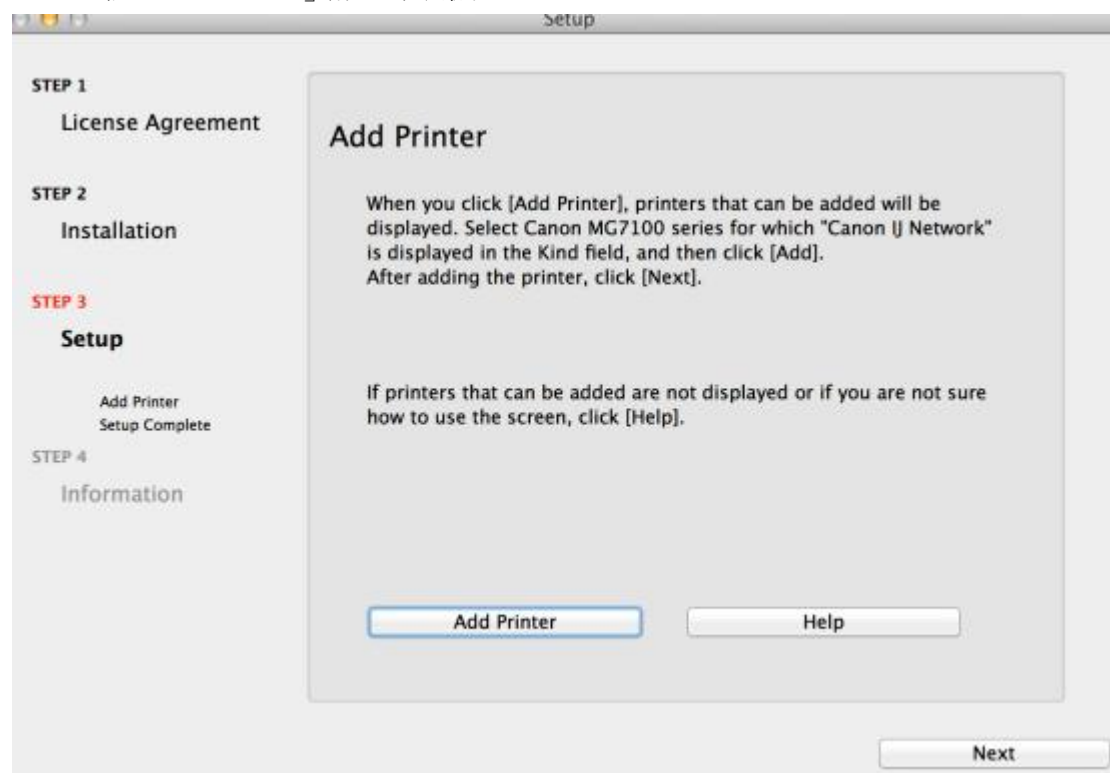 Setup
STEP 1
License Agreement
STEP 2
Installation
STEP 3
Setup
Add Printer
Setup Complete
STEP 4
Information
Add Printer
When you click [Add Printer], printers that can be added will be
displayed. Select Canon MG7100 series for which "Canon IJ Network"
is displayed in the Kind field, and then click [Add].
After adding the printer, click [Next].
If printers that can be added are not displayed or if you are not sure
how to use the screen, click [Help].
Add Printer
Help
Next